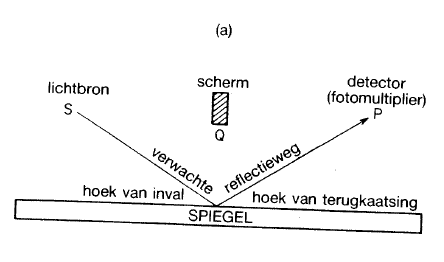 (a)
lichtbron
S
scherm
Q
detector
(fotomultiplier)
P
verwachte reflectieweg
hoek van inval
hoek van terugkaatsing
SPIEGEL